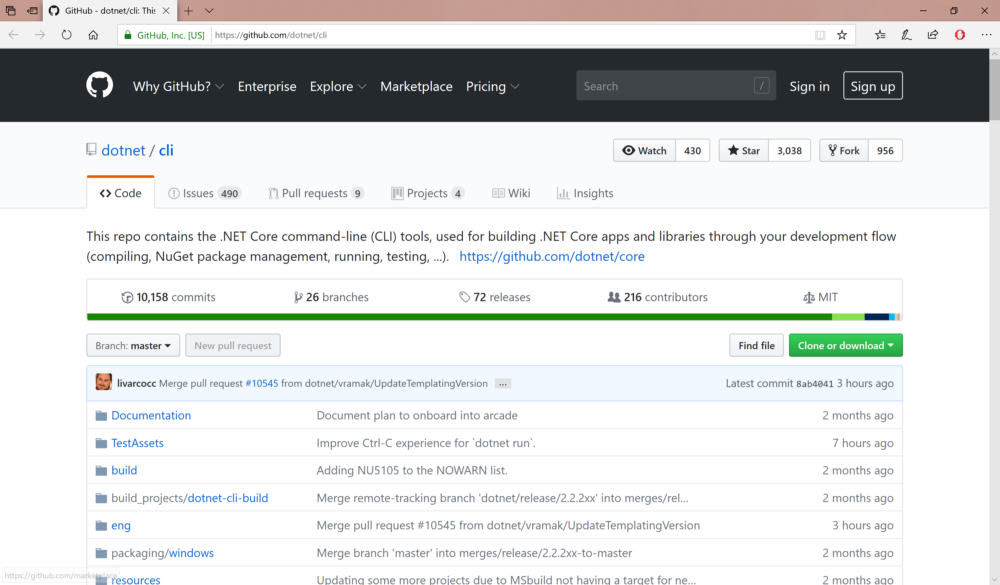 GitHub - dotnet/cli: This
GitHub, Inc. [US] https://github.com/dotnet/cli
Why GitHub? Enterprise Explore Marketplace Pricing Search / Sign in Sign up
dotnet / cli Watch 430 Star 3,038 Fork 956
Code Issues 490 Pull requests 9 Projects 4 Wiki Insights
This repo contains the .NET Core command-line (CLI) tools, used for building .NET Core apps and libraries through your development flow
(compiling, NuGet package management, running, testing, ...). https://github.com/dotnet/core
10,158 commits 26 branches 72 releases 216 contributors MIT
Branch: master New pull request Find file Clone or download
livarcocc Merge pull request #10545 from dotnet/vramak/UpdateTemplatingVersion ... Latest commit 8ab4041 3 hours ago
Documentation Document plan to onboard into arcade 2 months ago
TestAssets Improve Ctrl-C experience for `dotnet run`. 7 hours ago
build Adding NU5105 to the NOWARN list. 2 months ago
build_projects/dotnet-cli-build Merge remote-tracking branch 'dotnet/release/2.2.2xx' into merges/rel... 2 months ago
eng Merge pull request #10545 from dotnet/vramak/UpdateTemplatingVersion 3 hours ago
packaging/windows Merge branch 'master' into merges/release/2.2.2xx-to-master 2 months ago
https://github.com/marketplace
resources Updating some more projects due to MSbuild not having a target for ne... 2 months ago